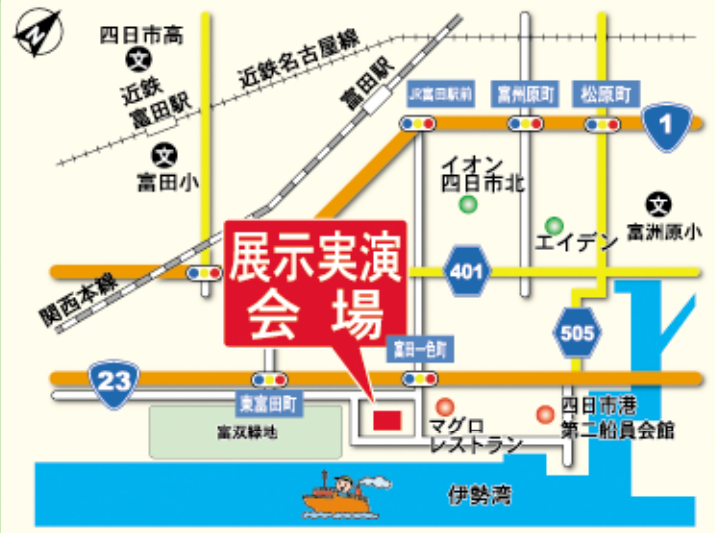 N
四日市高
文
近鉄名古屋線
近鉄
富田駅
富田駅
JR富田駅前
富州原町
松原町
1
文
富田小
イオン
四日市北
文
富洲原小
エイデン
展示実演
会場
401
関西本線
505
富田一色町
23
東富田町
富双緑地
マグロ
レストラン
四日市港
第二船員会館
伊勢湾